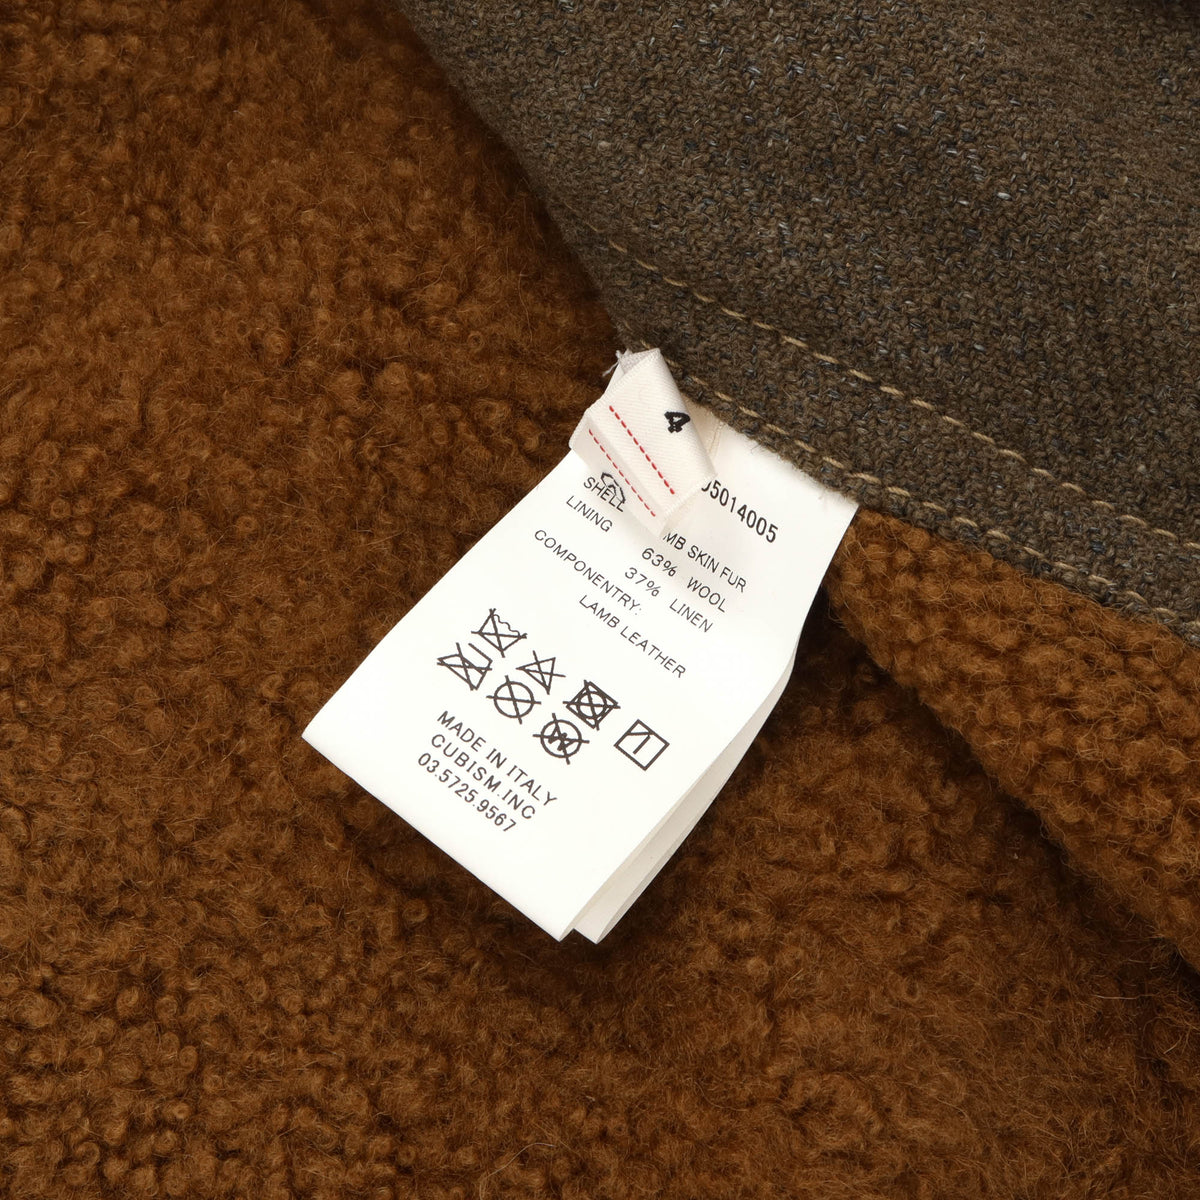 4
05014005
SHELL MB SKIN FUR
LINING 63% WOOL
37% LINEN
COMPONENTRY:
LAMB LEATHER
MADE IN ITALY
CUBISM.INC
03.5725.9567